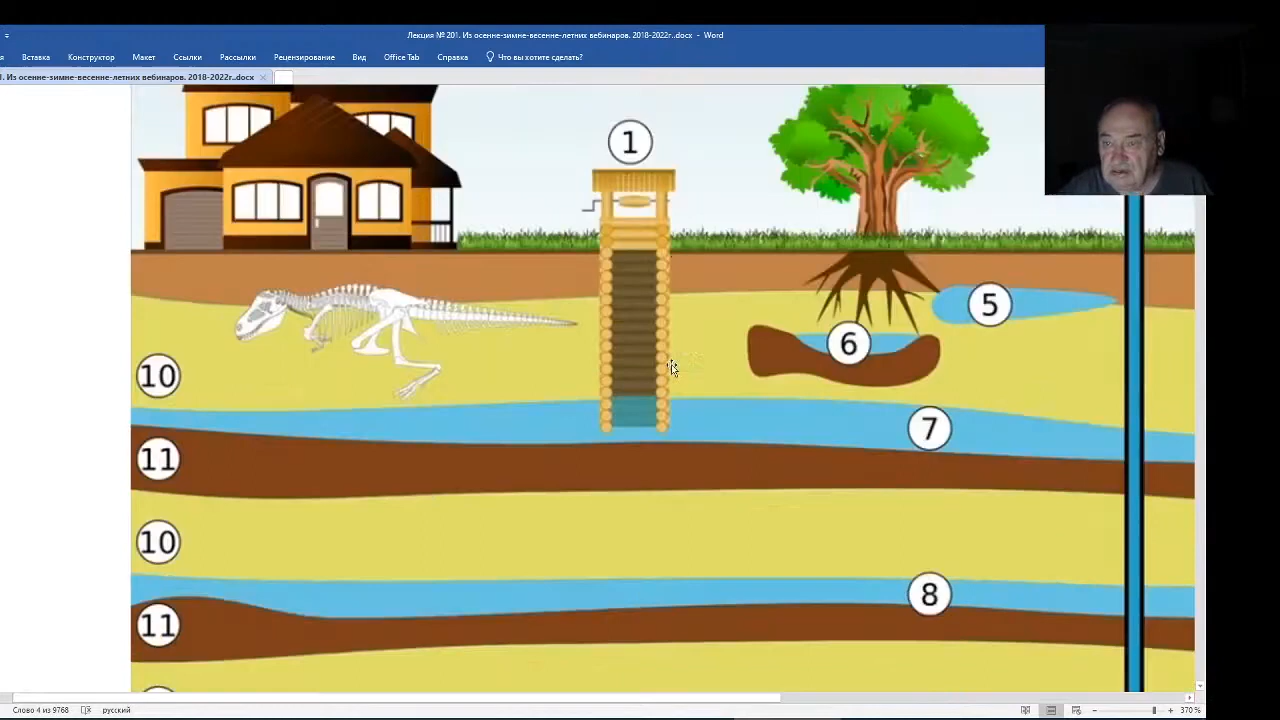 Лекция № 201. Из осенне-зимне-весенне-летних вебинаров. 2018-2022г..docx - Word
Вставка Конструктор Макет Ссылки Рассылки Рецензирование Вид Office Tab Справка Что вы хотите сделать?
. Из осенне-зимне-весенне-летних вебинаров. 2018-2022г..docx
1
5
6
10
7
11
10
8
11
Слово 4 из 9768 русский 370 %